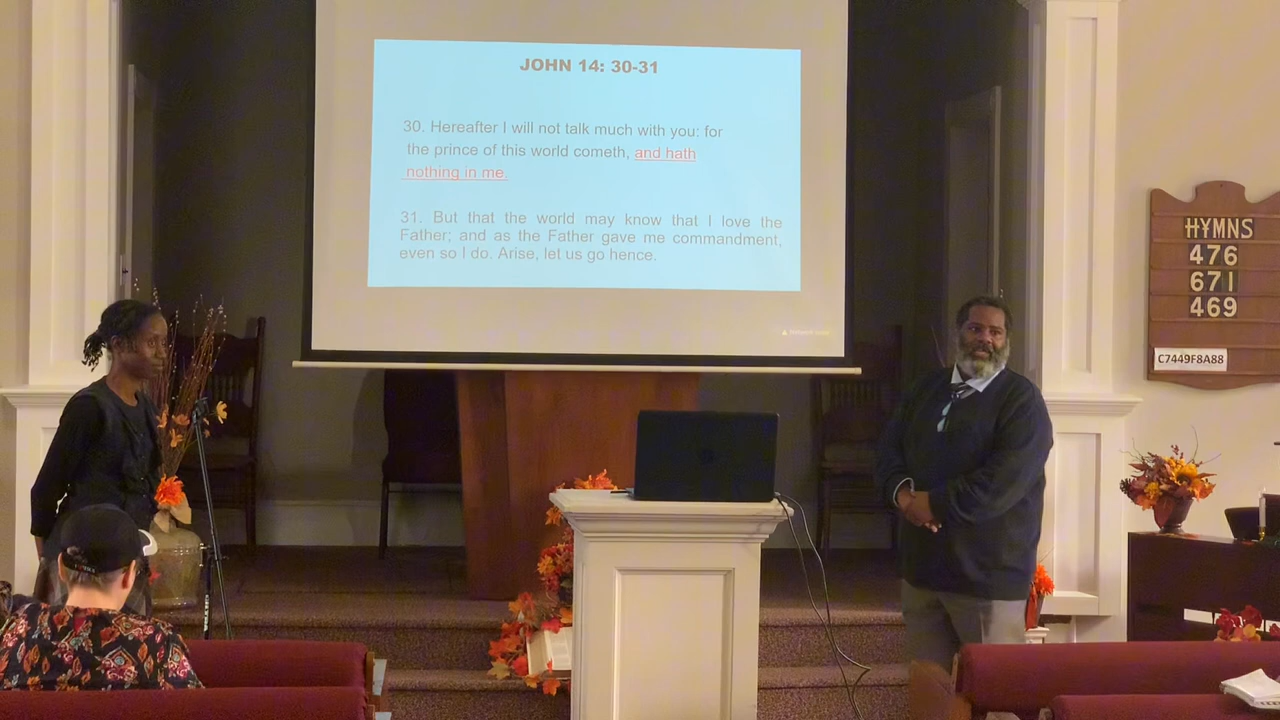 JOHN 14: 30-31
30. Hereafter I will not talk much with you: for
the prince of this world cometh, and hath
nothing in me.
31. But that the world may know that I love the
Father; and as the Father gave me commandment,
even so I do. Arise, let us go hence.
HYMNS
476
671
469
C7449F8A88